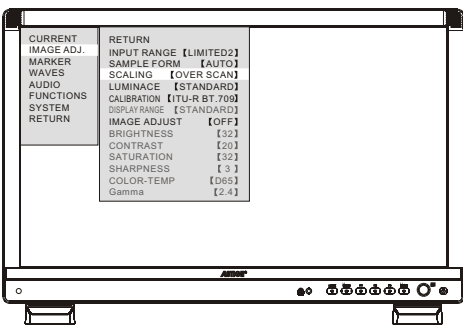 CURRENT
IMAGE ADJ.
MARKER
WAVES
AUDIO
FUNCTIONS
SYSTEM
RETURN
RETURN
INPUT RANGE【LIMITED2】
SAMPLE FORM 【AUTO】
SCALING 【OVER SCAN】
LUMINACE 【STANDARD】
CALIBRATION 【ITU-R BT.709】
DISPLAY RANGE 【STANDARD】
IMAGE ADJUST 【OFF】
BRIGHTNESS 【32】
CONTRAST 【20】
SATURATION 【32】
SHARPNESS 【 3 】
COLOR-TEMP 【D65】
Gamma 【2.4】